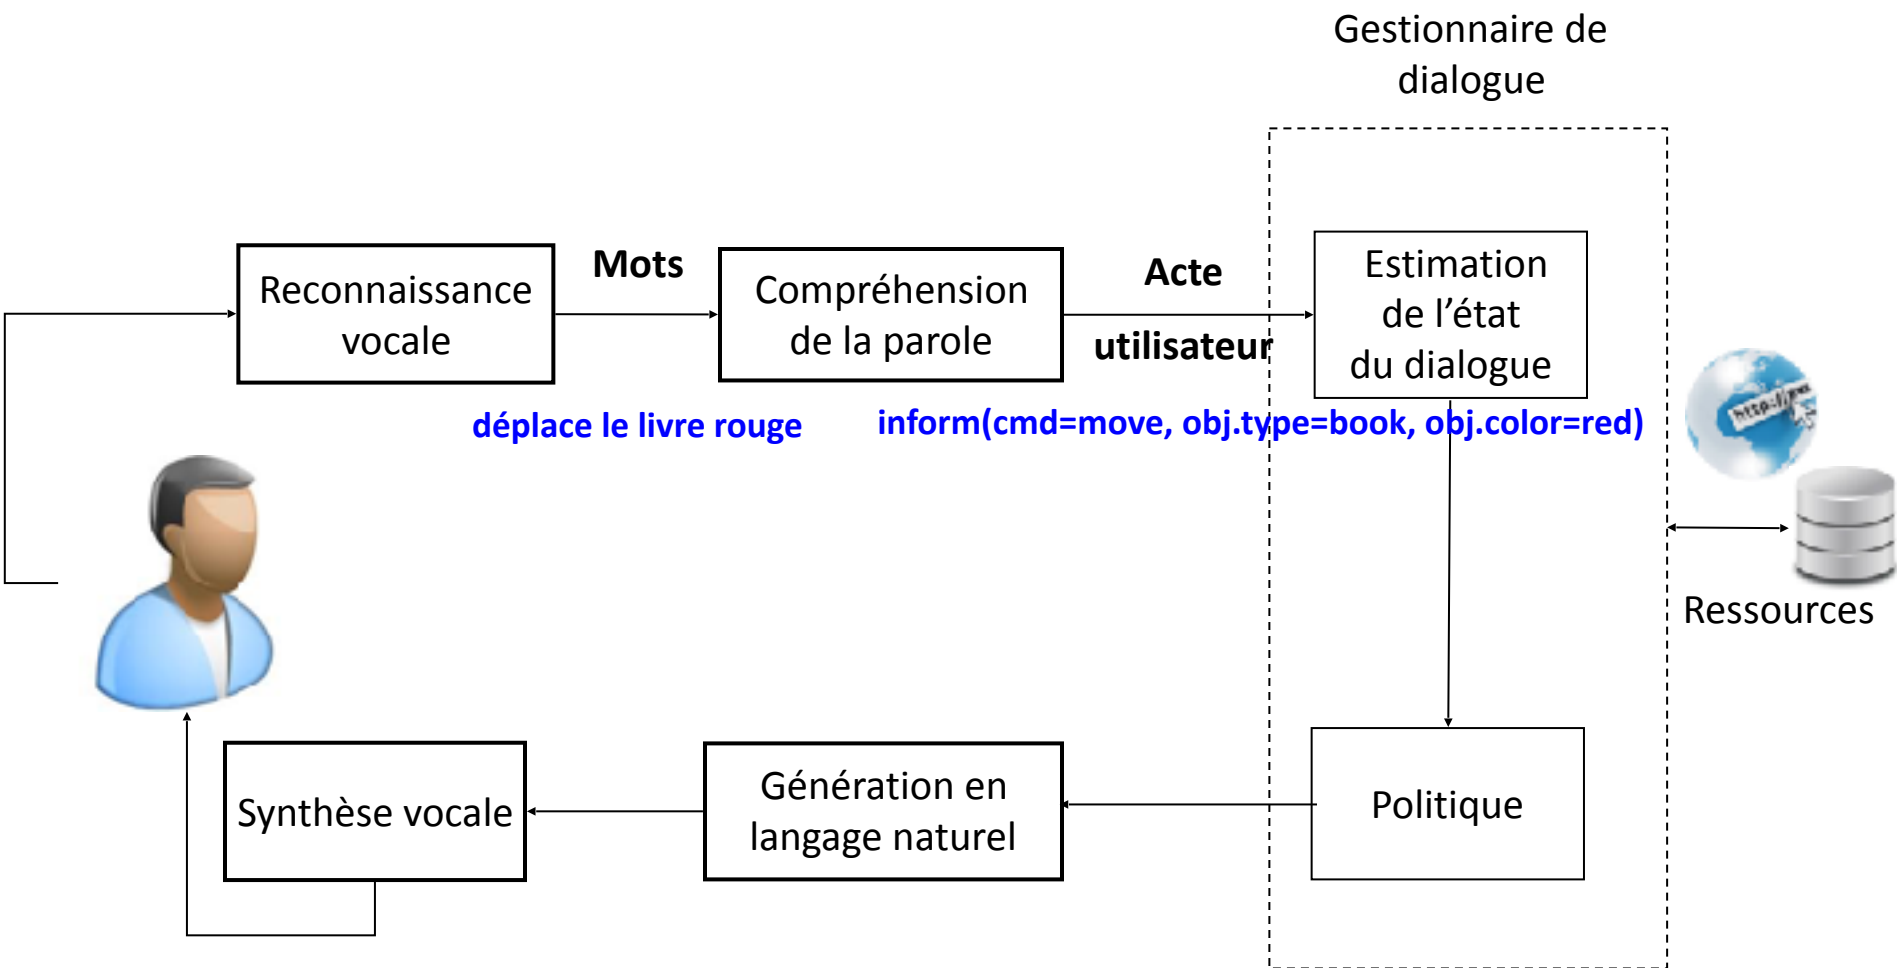 Gestionnaire de
dialogue
Reconnaissance
vocale
Mots
Compréhension
de la parole
Acte
utilisateur
Estimation
de l’état
du dialogue
déplace le livre rouge
inform(cmd=move, obj.type=book, obj.color=red)
Ressources
Synthèse vocale
Génération en
langage naturel
Politique